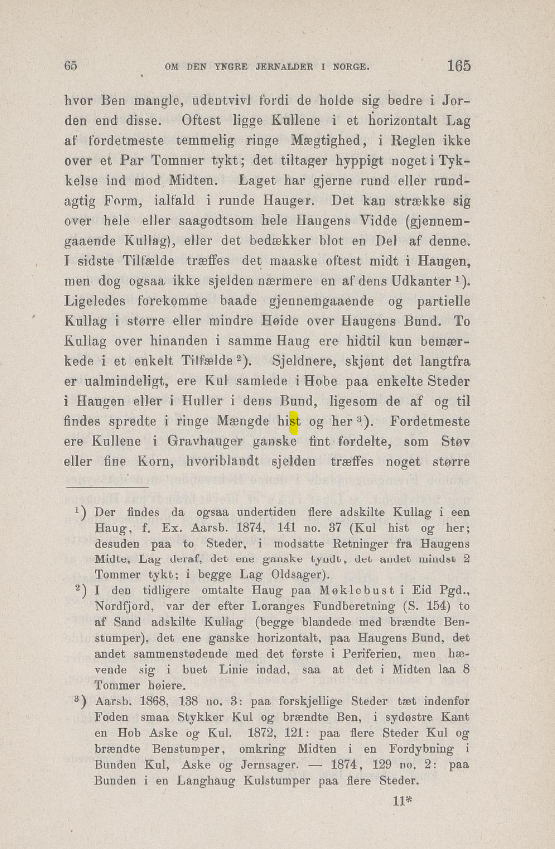 65 OM DEN YNGRE JERNALDER I NORGE. 165
hvor Ben mangle, udentvivl fordi de holde sig bedre i Jor-
den end disse. Oftest ligge Kullene i et horizontalt Lag
af fordetmeste temmelig ringe Mægtighed, i Reglen ikke
over et Par Tommer tykt; det tiltager hyppigt noget i Tyk-
kelse ind mod Midten. Laget har gjerne rund eller rund-
agtig Form, ialfald i runde Hauger. Det kan strække sig
over hele eller saagodtsom hele Haugens Vidde (gjennem-
gaaende Kullag), eller det bedækker blot en Del af denne.
I sidste Tilfælde træffes det maaske oftest midt i Haugen,
men dog ogsaa ikke sjelden nærmere en af dens Udkanter ¹).
Ligeledes forekomme baade gjennemgaaende og partielle
Kullag i større eller mindre Høide over Haugens Bund. To
Kullag over hinanden i samme Haug ere hidtil kun bemær-
kede i et enkelt Tilfælde ²). Sjeldnere, skjønt det langtfra
er ualmindeligt, ere Kul samlede i Hobe paa enkelte Steder
i Haugen eller i Huller i dens Bund, ligesom de af og til
findes spredte i ringe Mængde hist og her ³). Fordetmeste
ere Kullene i Gravhauger ganske fint fordelte, som Støv
eller fine Korn, hvoriblandt sjelden træffes noget større
¹) Der findes da ogsaa undertiden flere adskilte Kullag i een
Haug, f. Ex. Aarsb. 1874, 141 no. 37 (Kul hist og her;
desuden paa to Steder, i modsatte Retninger fra Haugens
Midte, Lag deraf, det ene ganske tyndt, det andet mindst 2
Tommer tykt; i begge Lag Oldsager).
²) I den tidligere omtalte Haug paa Møklebust i Eid Pgd.,
Nordfjord, var der efter Loranges Fundberetning (S. 154) to
af Sand adskilte Kullag (begge blandede med brændte Ben-
stumper), det ene ganske horizontalt, paa Haugens Bund, det
andet sammenstødende med det første i Periferien, men hæ-
vende sig i buet Linie indad, saa at det i Midten laa 8
Tommer høiere.
³) Aarsb. 1868, 138 no. 3: paa forskjellige Steder tæt indenfor
Foden smaa Stykker Kul og brændte Ben, i sydøstre Kant
en Hob Aske og Kul. 1872, 121: paa flere Steder Kul og
brændte Benstumper, omkring Midten i en Fordybning i
Bunden Kul, Aske og Jernsager. — 1874, 129 no. 2: paa
Bunden i en Langhaug Kulstumper paa flere Steder.
11*